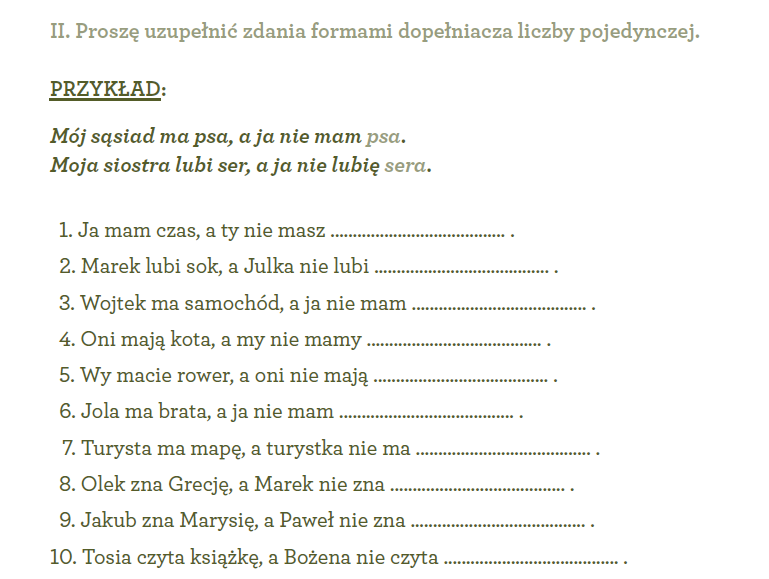 II. Proszę uzupełnić zdania formami dopełniacza liczby pojedynczej.
PRZYKŁAD:
Mój sąsiad ma psa, a ja nie mam psa.
Moja siostra lubi ser, a ja nie lubię sera.
1. Ja mam czas, a ty nie masz ....................................... .
2. Marek lubi sok, a Julka nie lubi ....................................... .
3. Wojtek ma samochód, a ja nie mam ....................................... .
4. Oni mają kota, a my nie mamy ....................................... .
5. Wy macie rower, a oni nie mają ....................................... .
6. Jola ma brata, a ja nie mam ....................................... .
7. Turysta ma mapę, a turystka nie ma ....................................... .
8. Olek zna Grecję, a Marek nie zna ....................................... .
9. Jakub zna Marysię, a Paweł nie zna ....................................... .
10. Tosia czyta książkę, a Bożena nie czyta ....................................... .